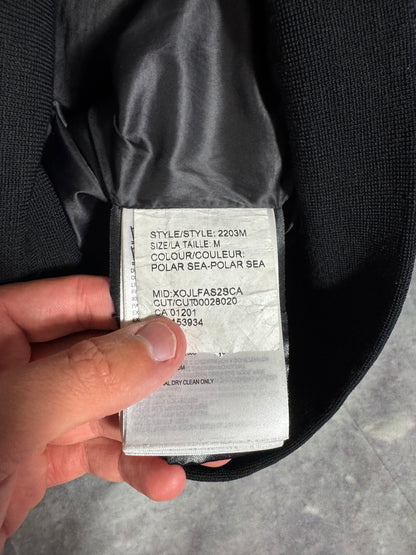 STYLE/STYLE: 2203M
SIZE/LA TAILLE: M
COLOUR/COULEUR:
POLAR SEA-POLAR SEA
MID:XOJLFAS2SCA
CUT/CUT00028020
CA 01201
153934
DRY CLEAN ONLY